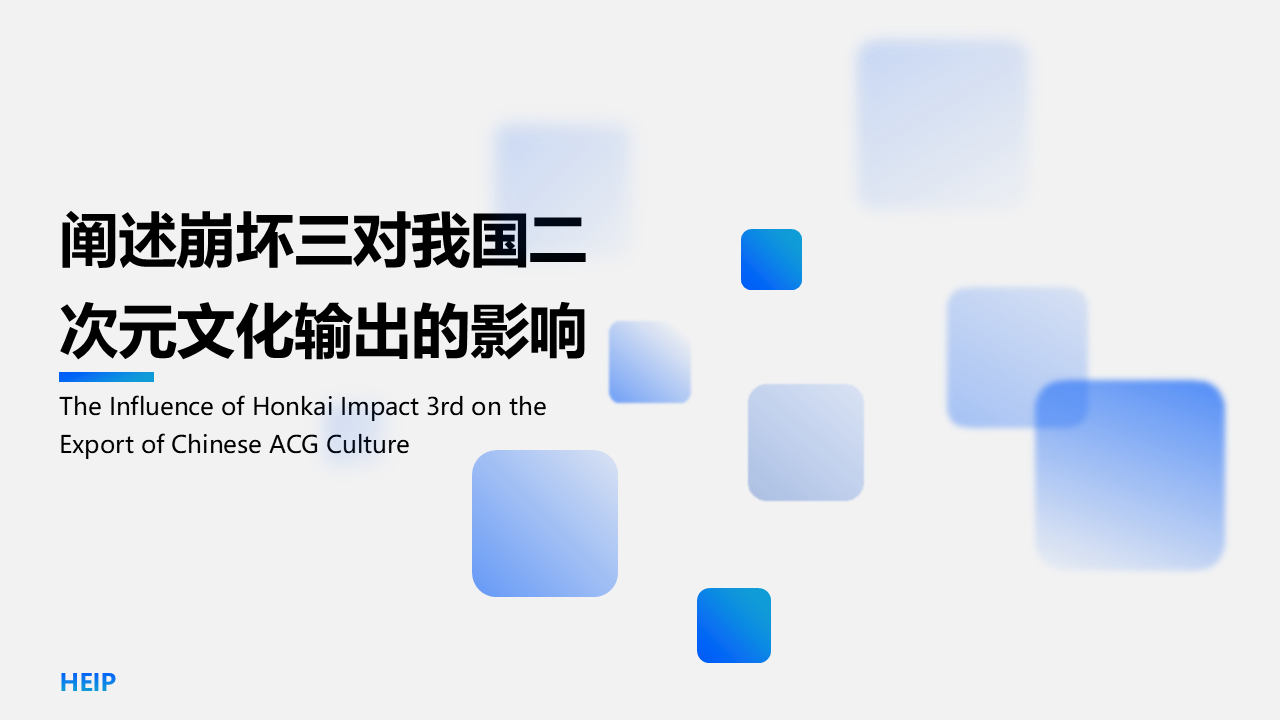 阐述崩坏三对我国二
次元文化输出的影响
The Influence of Honkai Impact 3rd on the
Export of Chinese ACG Culture
HEIP